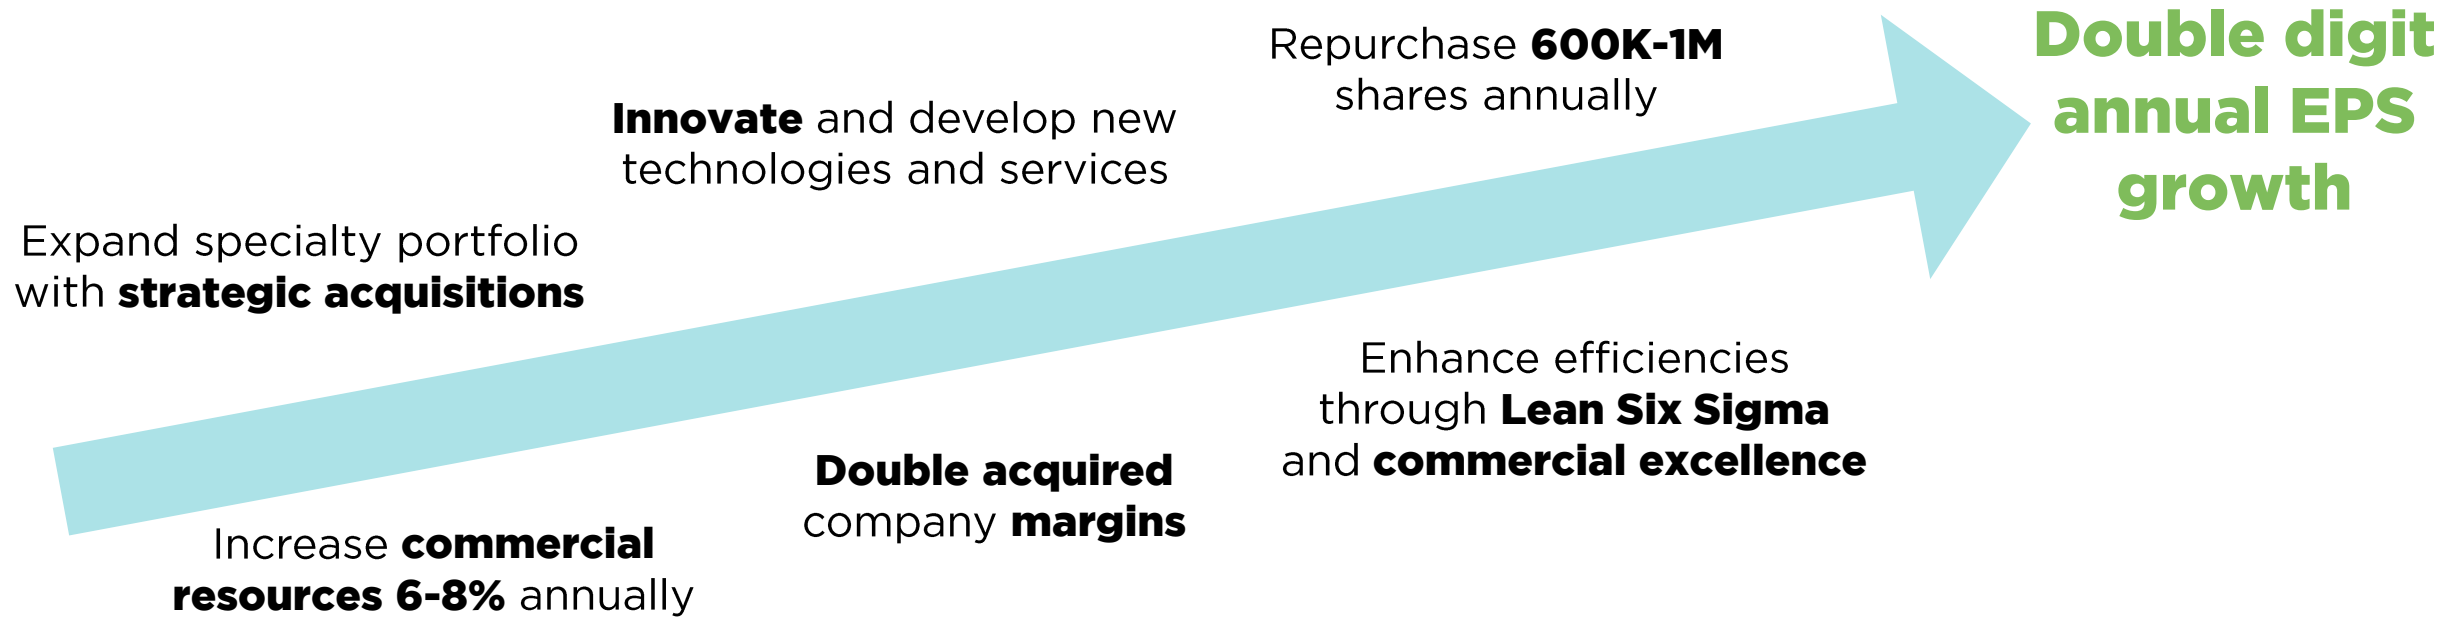 Expand specialty portfolio
with strategic acquisitions
Innovate and develop new
technologies and services
Repurchase 600K-1M
shares annually
Double digit
annual EPS
growth
Increase commercial
resources 6-8% annually
Double acquired
company margins
Enhance efficiencies
through Lean Six Sigma
and commercial excellence